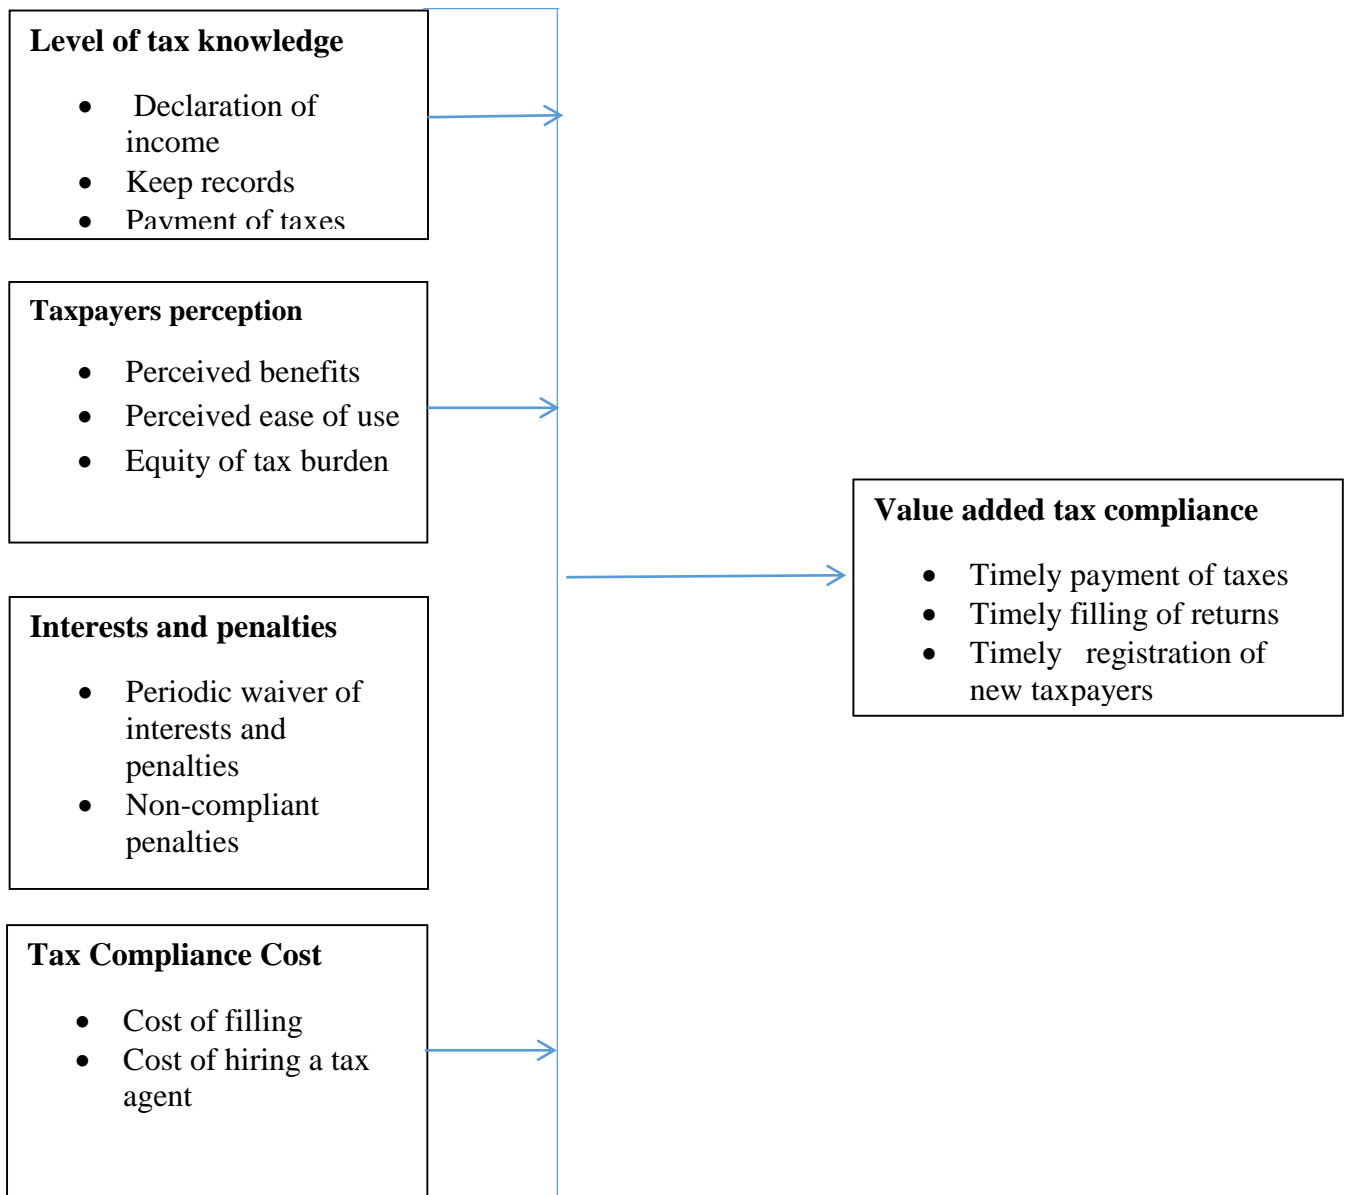 Level of tax knowledge
• Declaration of
income
• Keep records
• Payment of taxes
Taxpayers perception
• Perceived benefits
• Perceived ease of use
• Equity of tax burden
Interests and penalties
• Periodic waiver of
interests and
penalties
• Non-compliant
penalties
Tax Compliance Cost
• Cost of filling
• Cost of hiring a tax
agent
Value added tax compliance
• Timely payment of taxes
• Timely filling of returns
• Timely registration of
new taxpayers